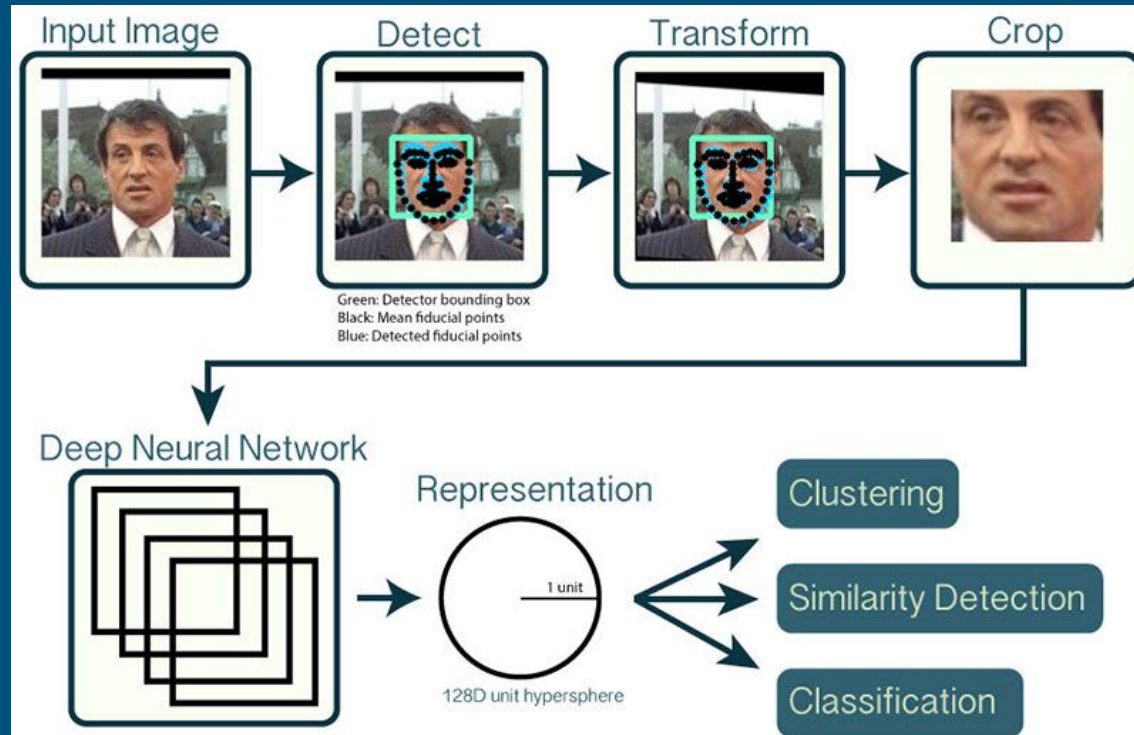 Input Image
Detect
Transform
Crop
Green: Detector bounding box
Black: Mean fiducial points
Blue: Detected fiducial points
Deep Neural Network
Representation
1 unit
128D unit hypersphere
Clustering
Similarity Detection
Classification